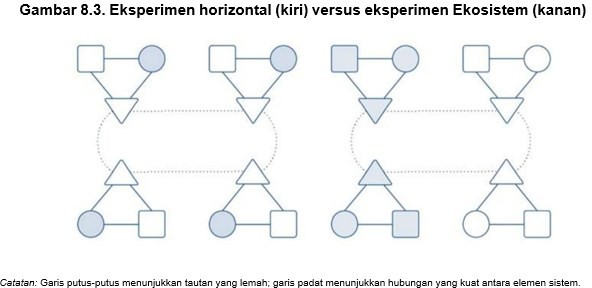 Gambar 8.3. Eksperimen horizontal (kiri) versus eksperimen Ekosistem (kanan)
Catatan: Garis putus-putus menunjukkan tautan yang lemah; garis padat menunjukkan hubungan yang kuat antara elemen sistem.